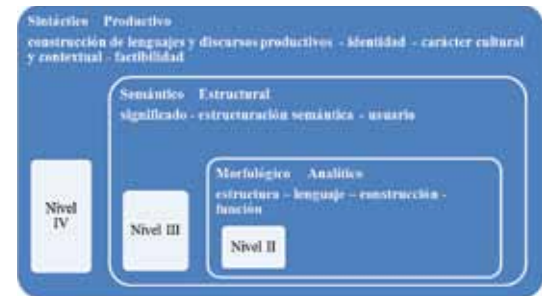 Sintáctico Productivo
construcción de lenguajes y discursos productivos - identidad - carácter cultural
y contextual - factibilidad
Semántico Estructural
significado - estructuración semántica - usuario
Morfológico Analítico
estructura – lenguaje – construcción -
función
Nivel
IV
Nivel III
Nivel II